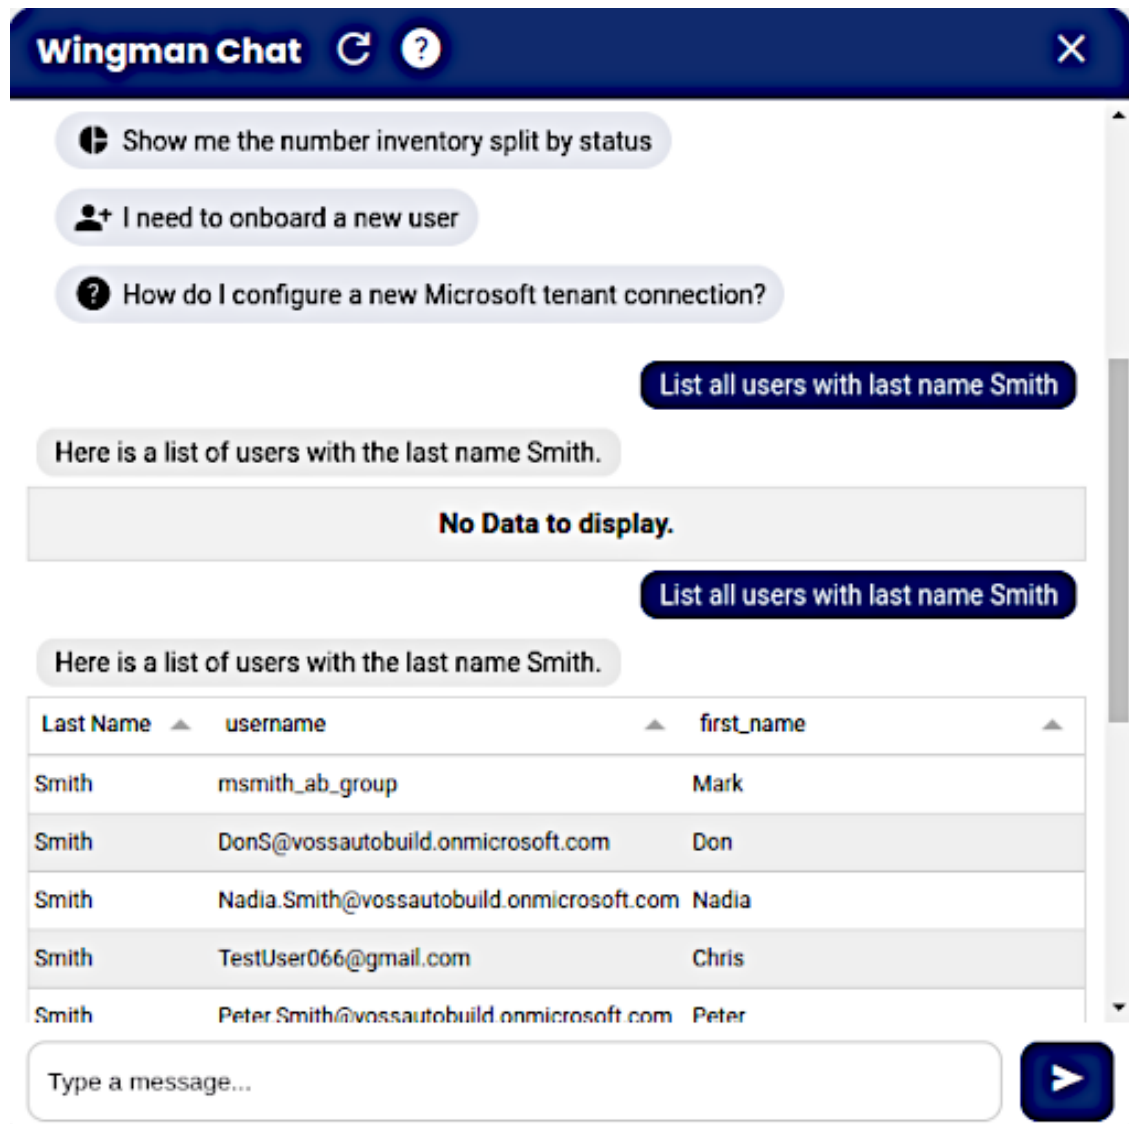 Wingman Chat
Show me the number inventory split by status
I need to onboard a new user
How do I configure a new Microsoft tenant connection?
List all users with last name Smith
Here is a list of users with the last name Smith.
No Data to display.
List all users with last name Smith
Here is a list of users with the last name Smith.
Last Name username first_name
Smith msmith_ab_group Mark
Smith DonS@vossautobuild.onmicrosoft.com Don
Smith Nadia.Smith@vossautobuild.onmicrosoft.com Nadia
Smith TestUser066@gmail.com Chris
Smith Peter.Smith@vossautobuild.onmicrosoft.com Peter
Type a message...